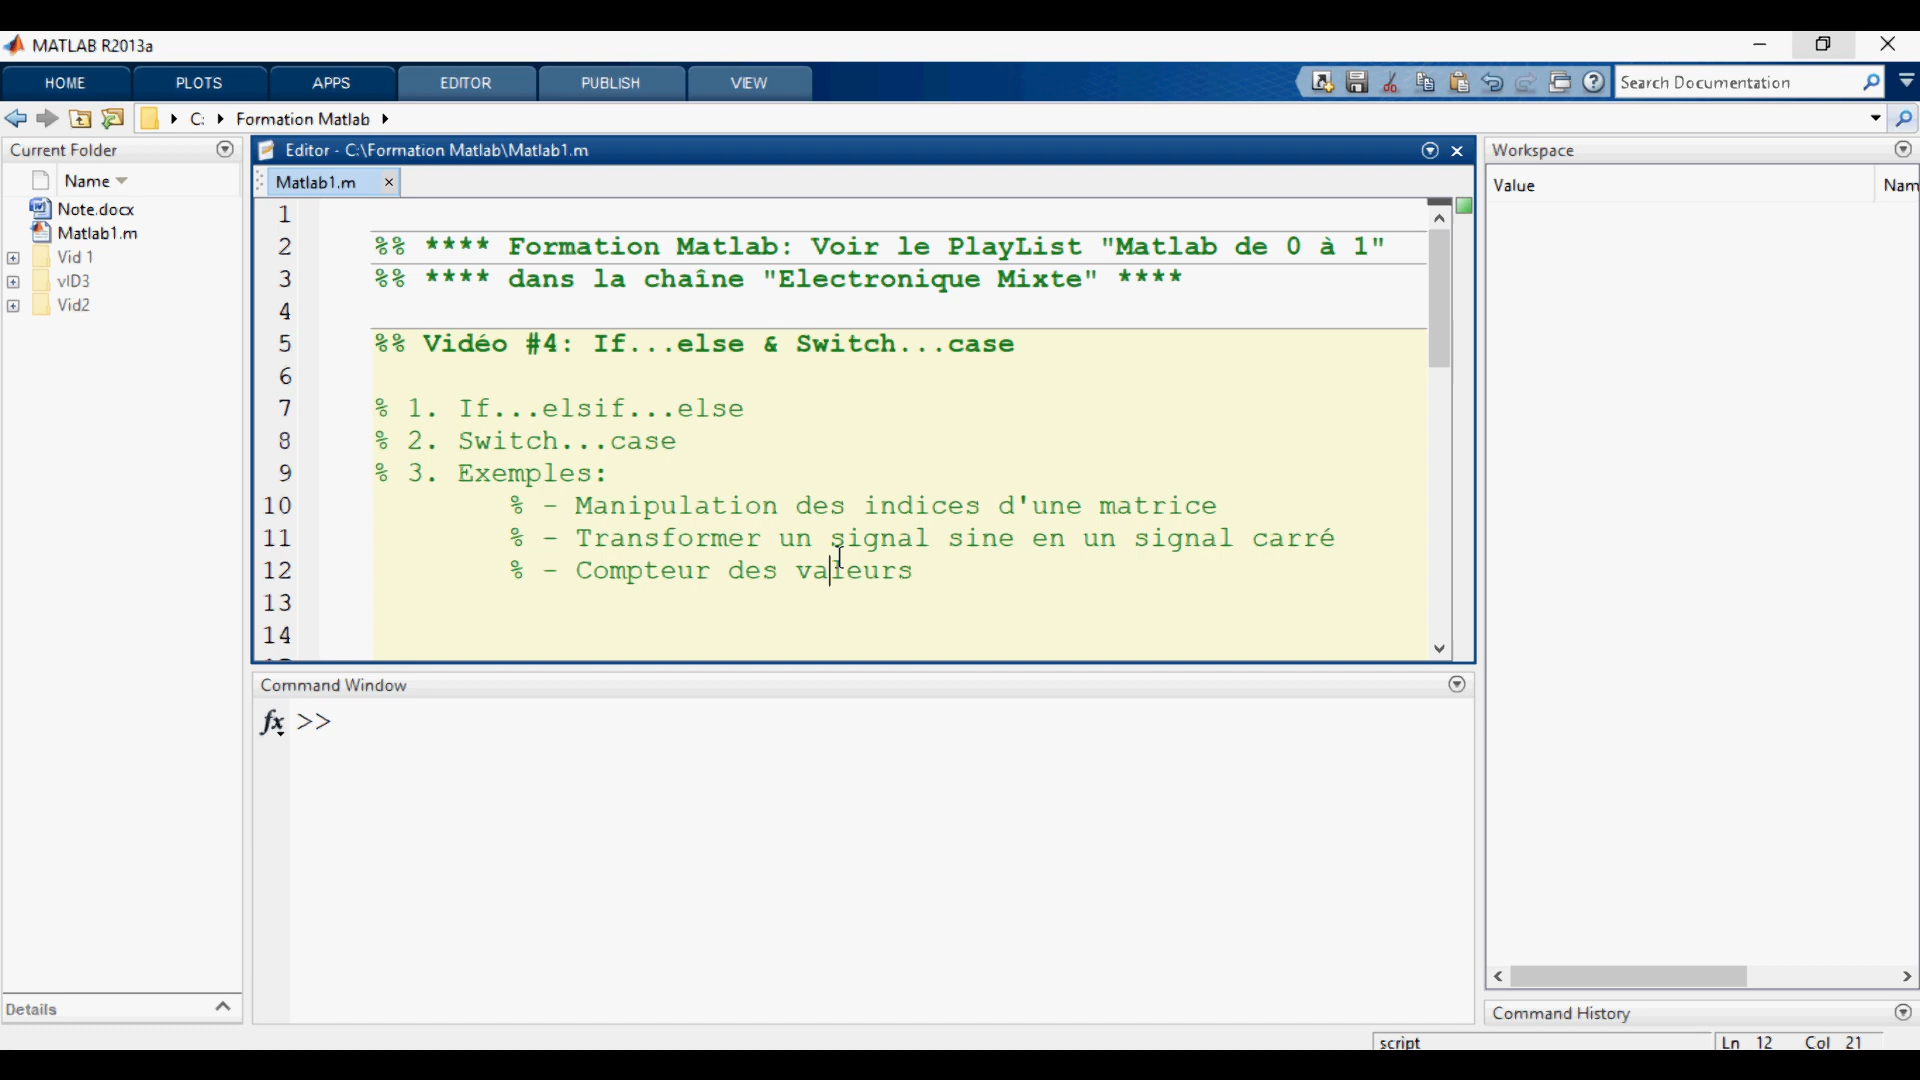 MATLAB R2013a
HOME PLOTS APPS EDITOR PUBLISH VIEW
Search Documentation
C: Formation Matlab
Current Folder
Name
Note.docx
Matlab1.m
Vid 1
vID3
Vid2
Details
Editor - C:\Formation Matlab\Matlab1.m
Matlab1.m
1
2 %% **** Formation Matlab: Voir le PlayList "Matlab de 0 à 1"
3 %% **** dans la chaîne "Electronique Mixte" ****
4
5 %% Vidéo #4: If...else & Switch...case
6
7 % 1. If...elsif...else
8 % 2. Switch...case
9 % 3. Exemples:
10 % - Manipulation des indices d'une matrice
11 % - Transformer un signal sine en un signal carré
12 % - Compteur des valeurs
13
14
Command Window
fx >>
Workspace
Value Nam
Command History
script Ln 12 Col 21